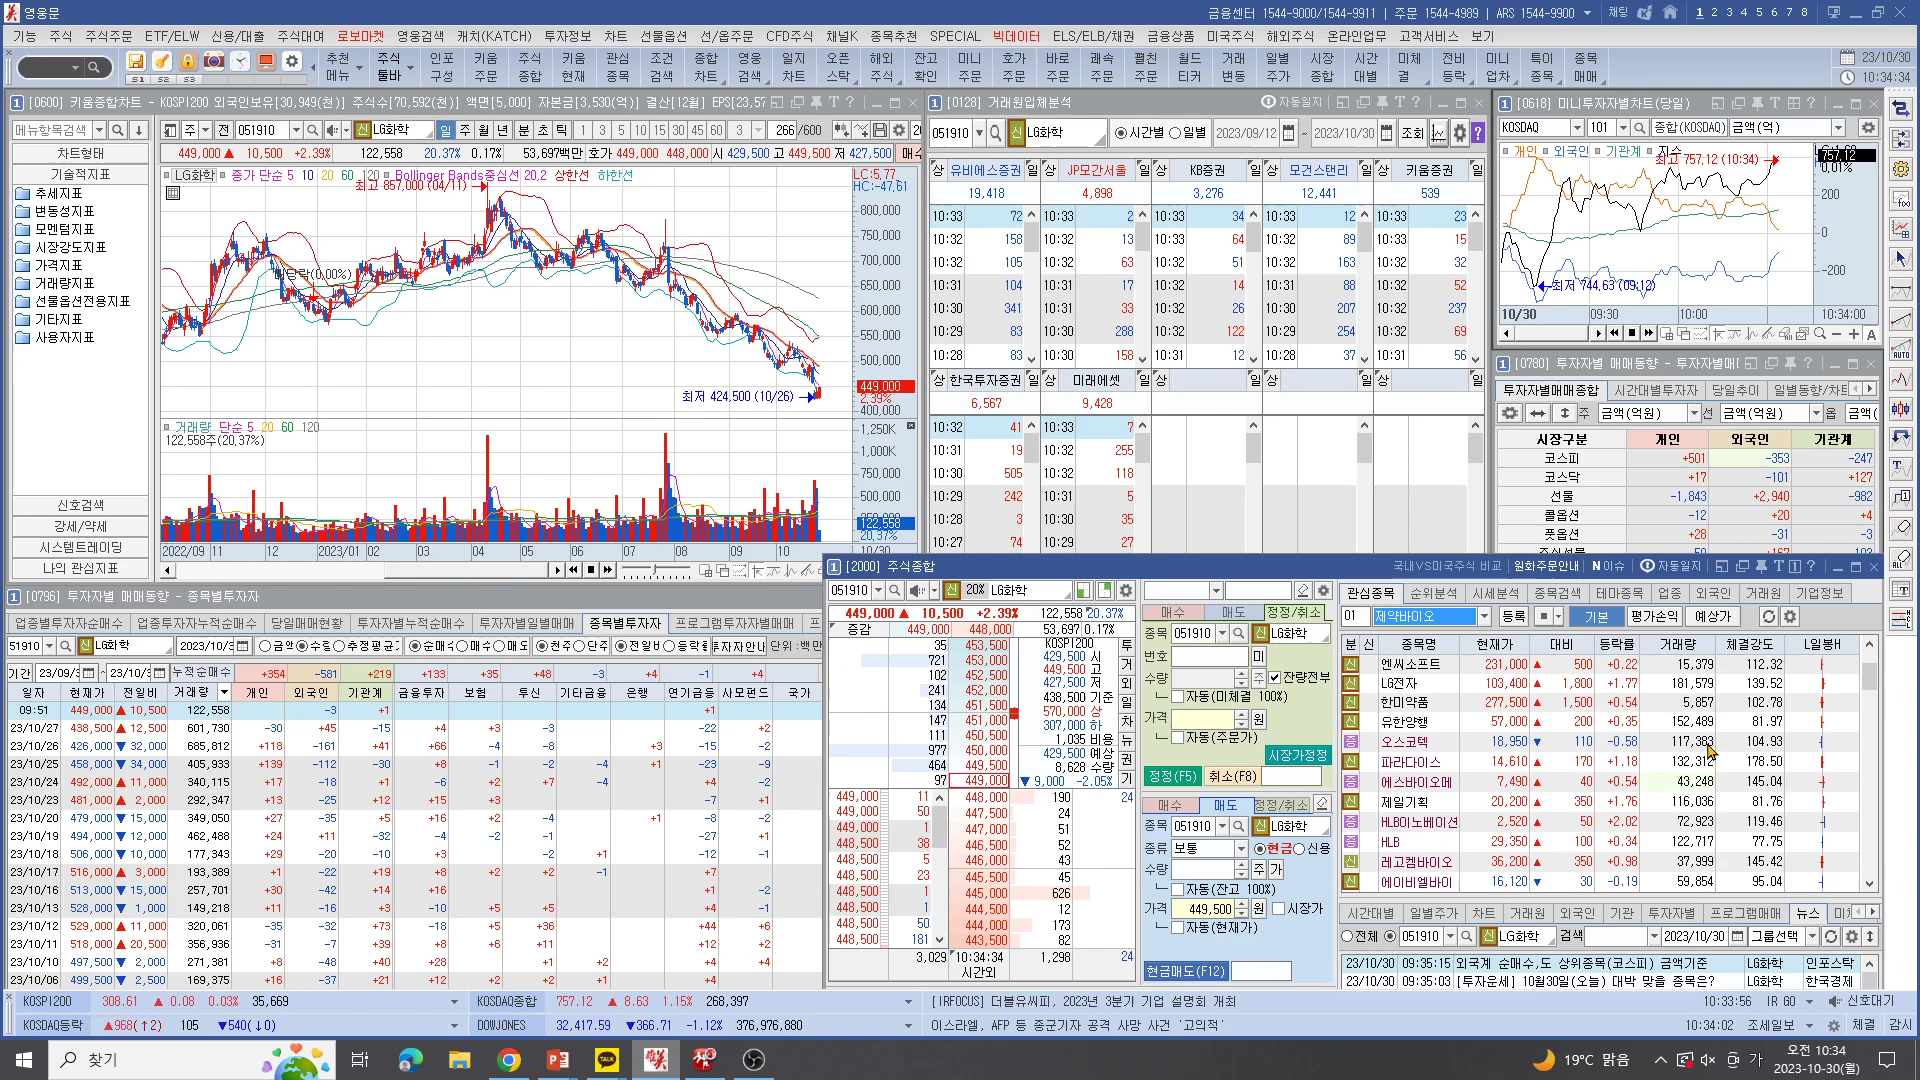 영웅문
금융센터 1544-9000/1544-9911 | 주문 1544-4989 | ARS 1544-9900 채팅 1 2 3 4 5 6 7 8
기능 주식 주식주문 ETF/ELW 신용/대출 주식대여 로보마켓 영웅검색 캐치(KATCH) 투자정보 차트 선물옵션 선/옵주문 CFD주식 채널K 종목추천 SPECIAL 빅데이터 ELS/ELB/채권 금융상품 미국주식 해외주식 온라인업무 고객서비스 보기
추천 주식 인포 키움 주식 키움 관심 조건 종합 영웅 일지 오픈 해외 잔고 미니 호가 바로 쾌속 펼친 월드 거래 일별 시장 시간 미체 전비 미니 특이 종목
메뉴 툴바 구성 주문 종합 현재 종목 검색 차트 검색 차트 스탁 주식 확인 주문 주문 주문 주문 주문 티커 변동 주가 종합 대별 결 등락 업차 종목 매매
S1 S2 S3
23/10/30
10:34:34
[0600] 키움종합차트 - KOSPI200 외국인보유[30,949(천)] 주식수[70,592(천)] 액면[5,000] 자본금[3,530(억)] 결산[12월] EPS[23,57
메뉴항목검색 주 전 051910 신 LG화학 일 주 월 년 분 초 틱 1 3 5 10 15 30 45 60 3 266 /600
차트형태
기술적지표
추세지표
변동성지표
모멘텀지표
시장강도지표
가격지표
거래량지표
선물옵션전용지표
기타지표
사용자지표
신호검색
강세/약세
시스템트레이딩
나의 관심지표
449,000 ▲ 10,500 +2.39% 122,558 20.37% 0.17% 53,697백만 호가 449,000 448,000 시 429,500 고 449,500 저 427,500 매수
LG화학 종가 단순 5 10 20 60 120 Bollinger Bands중심선 20,2 상한선 하한선
LC:5,77
HC:-47,61
최고 857,000 (04/11)
800,000
750,000
700,000
650,000
600,000
550,000
500,000
449,000
2,39%
400,000
최저 424,500 (10/26)
거래량 단순 5 20 60 120
122,558주(20,37%)
1,250K
1,000K
750,000
500,000
122,558
20,37%
2022/09 11 12 2023/01 02 03 04 05 06 07 08 09 10 10/30
[0128] 거래원입체분석 자동일지
051910 신 LG화학 시간별 일별 2023/09/12 ~ 2023/10/30 조회
상 유비에스증권 일 상 JP모간서울 일 상 KB증권 일 상 모건스탠리 일 상 키움증권 일
19,418 4,898 3,276 12,441 539
10:33 72 10:33 2 10:33 34 10:33 12 10:33 23
10:32 158 10:32 13 10:33 64 10:32 89 10:33 15
10:32 105 10:32 63 10:32 51 10:32 163 10:32 32
10:31 104 10:31 17 10:32 14 10:31 88 10:33 52
10:30 341 10:31 33 10:32 26 10:30 207 10:32 237
10:29 83 10:30 288 10:31 122 10:29 254 10:32 69
10:28 83 10:30 158 10:31 12 10:28 37 10:31 56
상 한국투자증권 일 상 미래에셋 일 상 일 상 일 상 일
6,567 9,428
10:32 41 10:33 7
10:31 19 10:32 255
10:30 505 10:32 118
10:29 242 10:31 5
10:28 3 10:30 35
10:27 74 10:29 27
[0618] 미니투자자별차트(당일)
KOSDAQ 101 종합(KOSDAQ) 금액(억)
개인 외국인 기관계 지수
최고 757,12 (10:34)
757,12
0,01%
200
0
-200
최저 744,63 (09:12)
10/30 09:30 10:00 10:34:00
[0780] 투자자별 매매동향 - 투자자별매
투자자별매매종합 시간대별투자자 당일추이 일별동향/차트
주 금액(억원) 선 금액(억원) 옵 금액(
시장구분 개인 외국인 기관계
코스피 +501 -353 -247
코스닥 +17 -101 +127
선물 -1,843 +2,940 -982
콜옵션 -12 +20 +4
풋옵션 +28 -31 -3
[0796] 투자자별 매매동향 - 종목별투자자
업종별투자자순매수 업종투자자누적순매수 당일매매현황 투자자별누적순매수 투자자별일별매매 종목별투자자 프로그램매매추이
51910 신 LG화학 2023/10/3 금액 수량 추정평균 순매수 매수 매도 천주 단주 전일비 등락률 투자자안내 단위:백만
기간 23/09/3 ~ 23/10/3 누적순매수 +354 -581 +219 +133 +35 +48 -3 +4 -1 +4
일자 현재가 전일비 거래량 개인 외국인 기관계 금융투자 보험 투신 기타금융 은행 연기금등 사모펀드 국가
09:51 449,000 ▲ 10,500 122,558 -3 +1 +1
23/10/27 438,500 ▲ 12,500 601,730 -30 +45 -15 +4 +3 -3 -22 +2
23/10/26 426,000 ▼ 32,000 685,812 +118 -161 +41 +66 -4 -8 +3 -15 -2
23/10/25 458,000 ▼ 34,000 405,933 +139 -112 -30 +8 -1 -2 -4 +1 -23 -9
23/10/24 492,000 ▲ 11,000 340,115 +17 -18 +1 -6 +2 +7 -4 +4 -2
23/10/23 481,000 ▲ 2,000 292,347 +13 -25 +12 +15 +3 -7 +1
23/10/20 479,000 ▼ 15,000 349,050 +27 -35 +5 +16 +2 -4 +1 -8 -2
23/10/19 494,000 ▼ 12,000 462,488 +24 +11 -32 -4 -2 -1 -27 +1
23/10/18 506,000 ▼ 10,000 177,343 +29 -20 -10 +3 -2 +1 -12 -1
23/10/17 516,000 ▲ 3,000 193,389 +1 -22 +19 +8 +2 +2 -1 +7
23/10/16 513,000 ▼ 15,000 257,701 +30 -42 +14 +16 -1 -2
23/10/13 528,000 ▼ 1,000 149,218 +11 -16 +3 -10 +5 +5 +4 -1
23/10/12 529,000 ▲ 11,000 320,061 -35 -32 +73 -18 +5 +36 +44 +6
23/10/11 518,000 ▲ 20,500 356,936 -31 -7 +39 +8 +6 +11 +12 +2
23/10/10 497,500 ▼ 2,000 271,381 +8 -48 +40 +28 +1 +2 +4 +4
23/10/06 499,500 ▼ 2,500 169,375 +16 -37 +21 +12 +2 +1 +2 +4
[2000] 주식종합 국내VS미국주식 비교 원화주문안내 N이슈 자동일지
051910 신 20% LG화학
449,000 ▲ 10,500 +2.39% 122,558 20.37%
증감 449,000 448,000 53,697 0.17%
35 453,500 KOSPI200 투
721 453,000 429,500 시 거
102 452,500 449,500 고 외
241 452,000 427,500 저
134 451,500 438,500 기준 일
147 451,000 570,000 상 차
111 450,500 307,000 하 뉴
977 450,000 1,035 비용 권
464 449,500 429,500 예상
97 449,000 8,628 수량 기
▼ 9,000 -2.05%
449,000 11 448,000 190 24
449,000 50 447,500 24
449,000 1 447,000 51
448,500 38 446,500 52
448,500 5 446,000 43
448,500 23 445,500 45
448,500 1 445,000 626
448,500 1 444,500 12
448,500 50 444,000 173
448,500 181 443,500 82
3,029 10:34:34 1,298 24
시간외
매수 매도 정정/취소
종목 051910 신 LG화학
번호 미
수량 주 잔량전부
자동(미체결 100%)
가격 원
자동(주문가)
시장가정정
정정(F5) 취소(F8)
매수 매도 정정/취소
종목 051910 신 LG화학
종류 보통 현금 신용
수량 주 가
자동(잔고 100%)
가격 449,500 원 시장가
자동(현재가)
현금매도(F12)
관심종목 순위분석 시세분석 종목검색 테마종목 업종 외국인 거래원 기업정보
01 제약바이오 등록 기본 평가손익 예상가
분 신 종목명 현재가 대비 등락률 거래량 체결강도 L일봉H
신 엔씨소프트 231,000 ▲ 500 +0.22 15,379 112.32
신 LG전자 103,400 ▲ 1,800 +1.77 181,579 139.52
신 한미약품 277,500 ▲ 1,500 +0.54 5,857 102.78
신 유한양행 57,000 ▲ 200 +0.35 152,489 81.97
증 오스코텍 18,950 ▼ 110 -0.58 117,383 104.93
신 파라다이스 14,610 ▲ 170 +1.18 132,312 178.50
증 에스바이오메 7,490 ▲ 40 +0.54 43,248 145.04
신 제일기획 20,200 ▲ 350 +1.76 116,036 81.76
증 HLB이노베이션 2,520 ▲ 50 +2.02 72,923 119.46
증 HLB 29,350 ▲ 100 +0.34 122,717 77.75
신 레고켐바이오 36,200 ▲ 350 +0.98 37,999 145.42
신 에이비엘바이 16,120 ▼ 30 -0.19 59,854 95.04
시간대별 일별주가 차트 거래원 외국인 기관 투자자별 프로그램매매 뉴스
전체 051910 신 LG화학 검색 2023/10/30 그룹선택
23/10/30 09:35:15 외국계 순매수,도 상위종목(코스피) 금액기준 LG화학 인포스탁
23/10/30 09:35:03 [투자운세] 10월30일(오늘) 대박 맞을 종목은? LG화학 한국경제
KOSPI200 308.61 ▲ 0.08 0.03% 35,669 KOSDAQ종합 757.12 ▲ 8.63 1.15% 268,397 [IRFOCUS] 더블유씨피, 2023년 3분기 기업 설명회 개최 10:33:56 IR GO 신호대기
KOSDAQ등락 ▲968(↑2) 105 ▼540(↓0) DOWJONES 32,417.59 ▼366.71 -1.12% 376,976,880 이스라엘, AFP 등 종군기자 공격 사망 사건 '고의적' 10:34:02 조세일보 체결 감시
찾기
TALK
19°C 맑음
가
오전 10:34
2023-10-30(월)